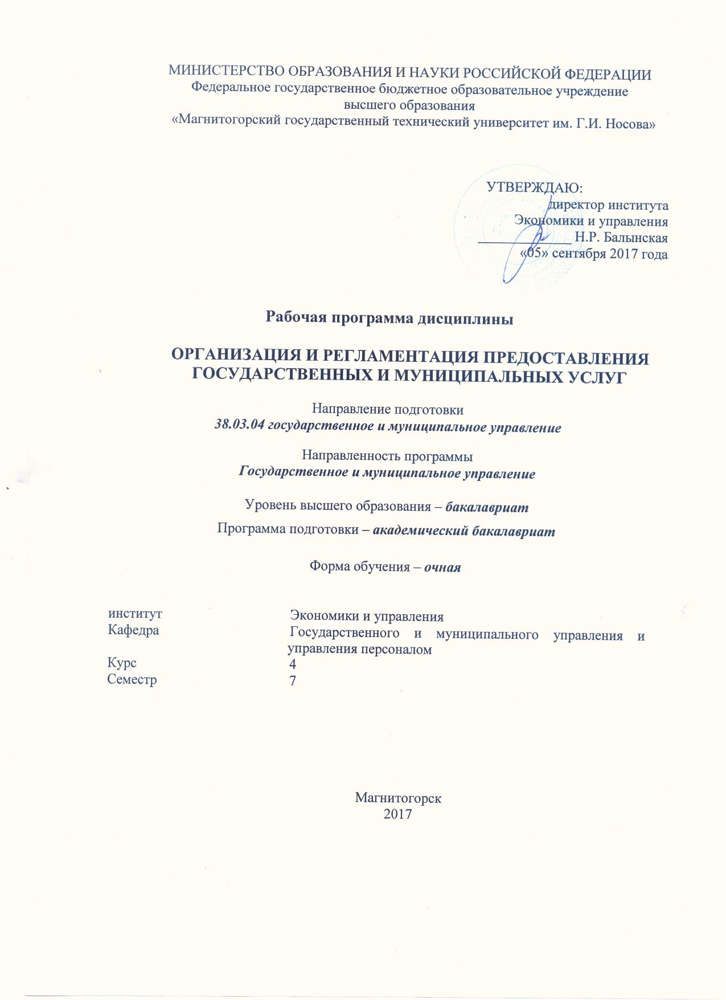 МИНИСТЕРСТВО ОБРАЗОВАНИЯ И НАУКИ РОССИЙСКОЙ ФЕДЕРАЦИИ
Федеральное государственное бюджетное образовательное учреждение
высшего образования
«Магнитогорский государственный технический университет им. Г.И. Носова»
УТВЕРЖДАЮ:
директор института
Экономики и управления
_____________ Н.Р. Балынская
«05» сентября 2017 года
Рабочая программа дисциплины
ОРГАНИЗАЦИЯ И РЕГЛАМЕНТАЦИЯ ПРЕДОСТАВЛЕНИЯ
ГОСУДАРСТВЕННЫХ И МУНИЦИПАЛЬНЫХ УСЛУГ
Направление подготовки
38.03.04 государственное и муниципальное управление
Направленность программы
Государственное и муниципальное управление
Уровень высшего образования – бакалавриат
Программа подготовки – академический бакалавриат
Форма обучения – очная
институт Экономики и управления
Кафедра Государственного и муниципального управления и
управления персоналом
Курс 4
Семестр 7
Магнитогорск
2017